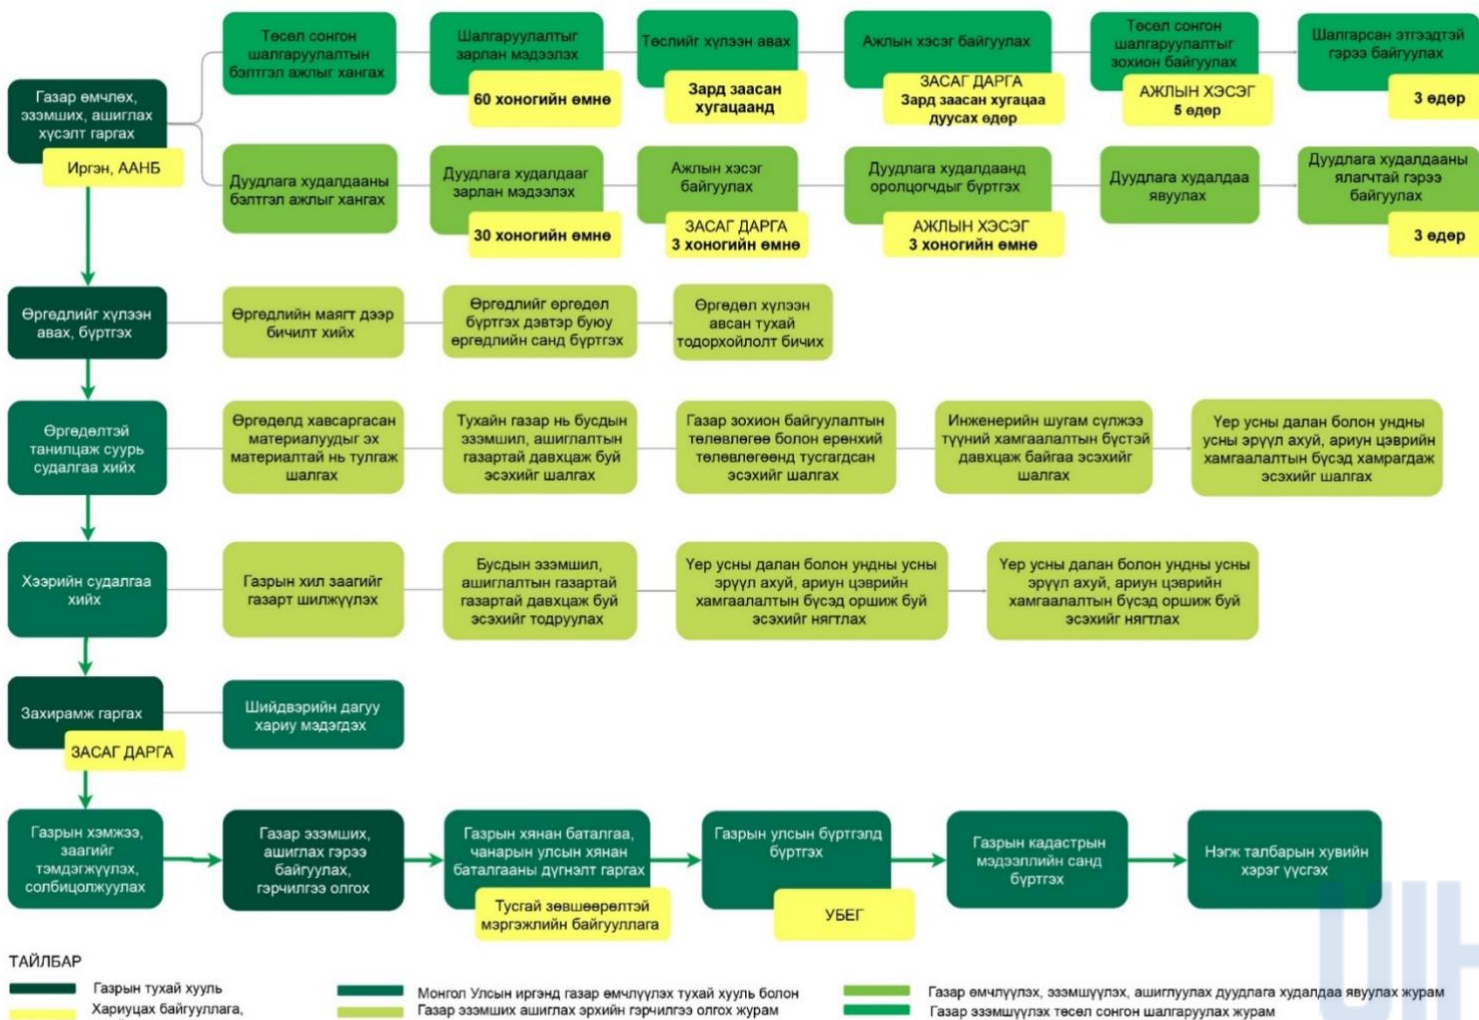 Төсөл сонгон
шалгаруулалтын
бэлтгэл ажлыг хангах
Шалгаруулалтыг
зарлан мэдээлэх
60 хоногийн өмнө
Төслийг хүлээн авах
Зард заасан
хугацаанд
Ажлын хэсэг байгуулах
ЗАСАГ ДАРГА
Зард заасан хугацаа
дуусах өдөр
Төсөл сонгон
шалгаруулалтыг
зохион байгуулах
АЖЛЫН ХЭСЭГ
5 өдөр
Шалгарсан этгээдтэй
гэрээ байгуулах
3 өдөр
Газар өмчлөх,
эзэмших, ашиглах
хүсэлт гаргах
Иргэн, ААНБ
Дуудлага худалдааны
бэлтгэл ажлыг хангах
Дуудлага худалдааг
зарлан мэдээлэх
30 хоногийн өмнө
Ажлын хэсэг
байгуулах
ЗАСАГ ДАРГА
3 хоногийн өмнө
Дуудлага худалдаанд
оролцогчдыг бүртгэх
АЖЛЫН ХЭСЭГ
3 хоногийн өмнө
Дуудлага худалдаа
явуулах
Дуудлага худалдааны
ялагчтай гэрээ
байгуулах
3 өдөр
Өргөдлийг хүлээн
авах, бүртгэх
Өргөдлийн маягт дээр
бичилт хийх
Өргөдлийг өргөдөл
бүртгэх дэвтэр буюу
өргөдлийн санд бүртгэх
Өргөдөл хүлээн
авсан тухай
тодорхойлолт бичих
Өргөдөлтэй
танилцаж суурь
судалгаа хийх
Өргөдөлд хавсаргасан
материалуудыг эх
материалтай нь тулгаж
шалгах
Тухайн газар нь бусдын
эзэмшил, ашиглалтын
газартай давхцаж буй
эсэхийг шалгах
Газар зохион байгуулалтын
төлөвлөгөө болон ерөнхий
төлөвлөгөөнд тусгагдсан
эсэхийг шалгах
Инженерийн шугам сүлжээ
түүний хамгаалалтын бүстэй
давхцаж байгаа эсэхийг
шалгах
Үер усны далан болон ундны
усны эрүүл ахуй, ариун цэврийн
хамгаалалтын бүсэд хамрагдаж
эсэхийг шалгах
Хээрийн судалгаа
хийх
Газрын хил заагийг
газарт шилжүүлэх
Бусдын эзэмшил,
ашиглалтын газартай
газартай давхцаж буй
эсэхийг тодруулах
Үер усны далан болон ундны усны
эрүүл ахуй, ариун цэврийн
хамгаалалтын бүсэд оршиж буй
эсэхийг нягтлах
Үер усны далан болон ундны усны
эрүүл ахуй, ариун цэврийн
хамгаалалтын бүсэд оршиж буй
эсэхийг нягтлах
Захирамж гаргах
ЗАСАГ ДАРГА
Шийдвэрийн дагуу
хариу мэдэгдэх
Газрын хэмжээ,
заагийг
тэмдэгжүүлэх,
солбицолжуулах
Газар эзэмших,
ашиглах гэрээ
байгуулах,
гэрчилгээ олгох
Газрын хянан баталгаа,
чанарын улсын хянан
баталгааны дүгнэлт гаргах
Тусгай зөвшөөрөлтэй
мэргэжлийн байгууллага
Газрын улсын бүртгэлд
бүртгэх
УБЕГ
Газрын кадастрын
мэдээллийн санд
бүртгэх
Нэгж талбарын хувийн
хэрэг үүсгэх
ТАЙЛБАР
Газрын тухай хууль
Хариуцах байгууллага,
Монгол Улсын иргэнд газар өмчлүүлэх тухай хууль болон
Газар эзэмших ашиглах эрхийн гэрчилгээ олгох журам
Газар өмчлүүлэх, эзэмшүүлэх, ашиглуулах дуудлага худалдаа явуулах журам
Газар эзэмшүүлэх төсөл сонгон шалгаруулах журам